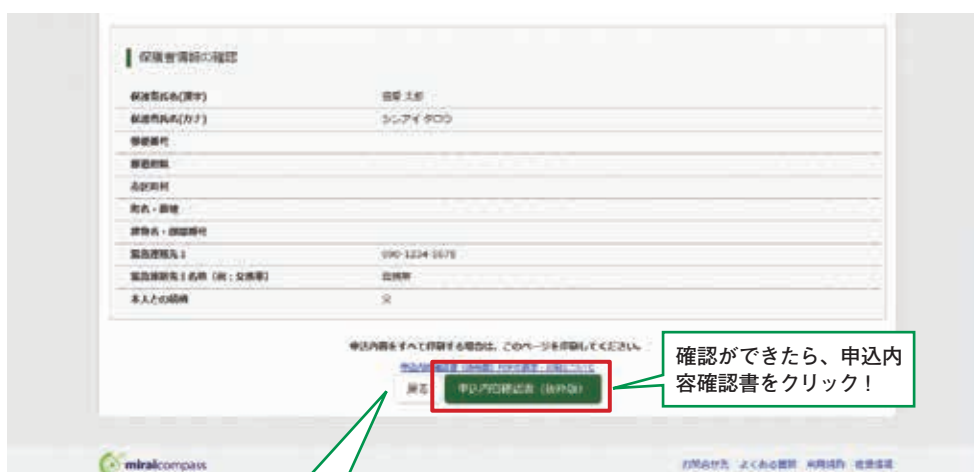 保護者情報の確認
保護者氏名(漢字)
保護者氏名(カナ) シンアイ タロウ
郵便番号
都道府県
市区町村
町名・番地
建物名・部屋番号
緊急連絡先1 090-1234-5678
緊急連絡先1名称（例：父携帯） 父携帯
本人との続柄 父
申込内容をすべて印刷する場合は、このページを印刷してください。
戻る 申込内容確認書（校外版）
確認ができたら、申込内
容確認書をクリック！
miraicompass
お問合せ先 よくある質問 利用規約 推奨環境